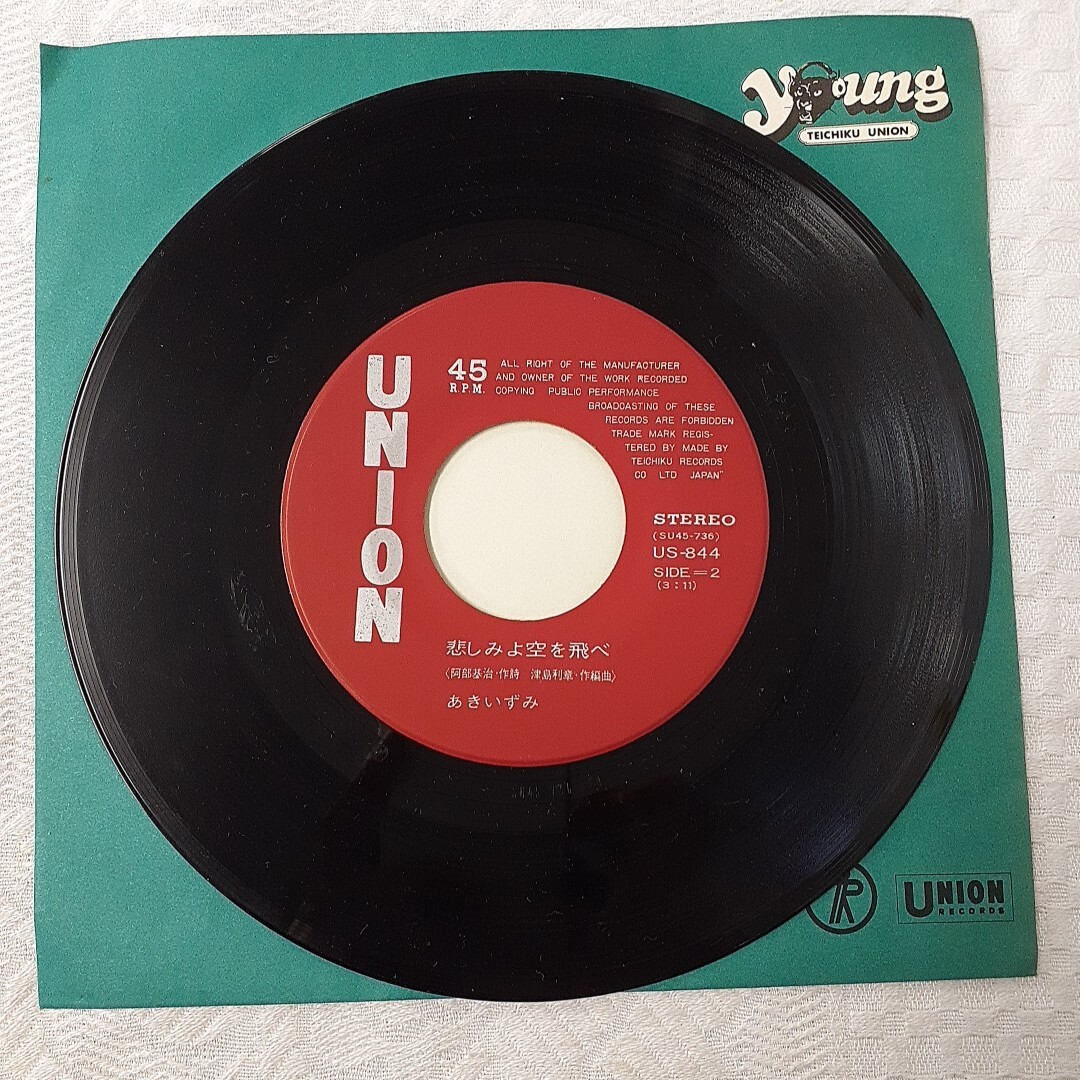 young
TEICHIKU UNION
UNION
45
R.P.M.
ALL RIGHT OF THE MANUFACTURER
AND OWNER OF THE WORK RECORDED
COPYING PUBLIC PERFORMANCE
BROADOASTING OF THESE
RECORDS ARE FORBIDDEN
TRADE MARK REGIS-
TERED BY MADE BY
TEICHIKU RECORDS
CO LTD JAPAN"
STEREO
(SU45-736)
US-844
SIDE=2
(3:11)
悲しみよ空を飛べ
〈阿部基治・作詩 津島利章・作編曲〉
あきいずみ
UNION
RECORDS